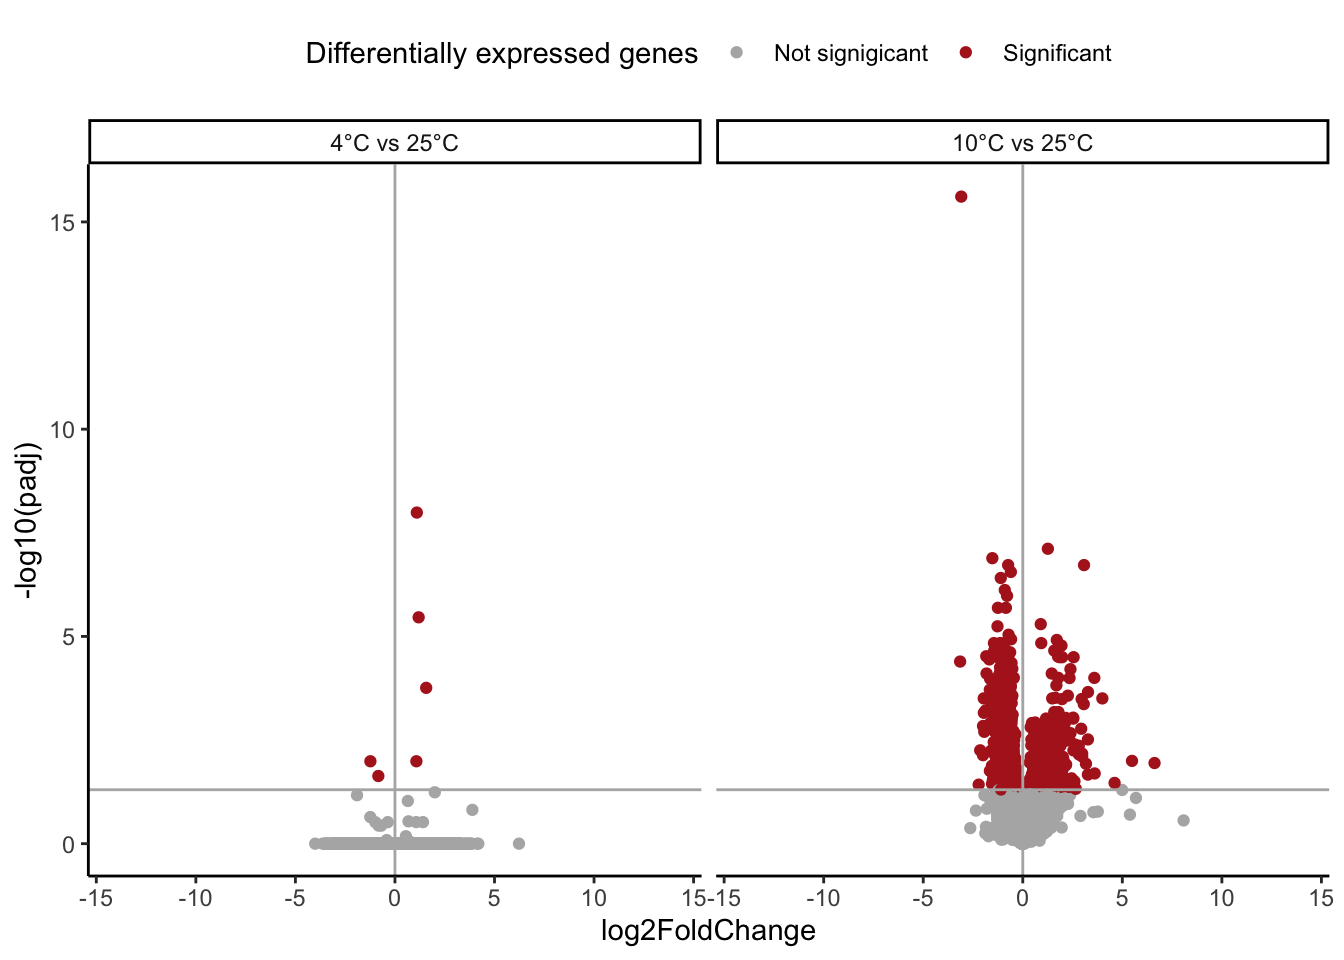 Differentially expressed genes Not signigicant Significant
4°C vs 25°C 10°C vs 25°C
15
10
5
0
-log10(padj)
-15 -10 -5 0 5 10 15 -15 -10 -5 0 5 10 15
log2FoldChange